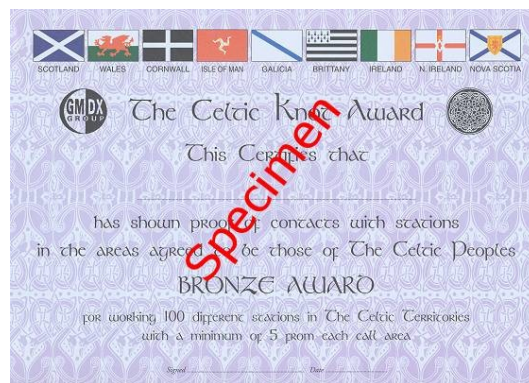 SCOTLAND WALES CORNWALL ISLE OF MAN GALICIA BRITTANY IRELAND N. IRELAND NOVA SCOTIA
GMDX
GROUP
The Celtic Knot Award
This Certifies that
has shown proof of contacts with stations
in the areas agreed to be those of The Celtic Peoples
BRONZE AWARD
for working 100 different stations in The Celtic Territories
with a minimum of 5 from each call area
Signed Date
Specimen